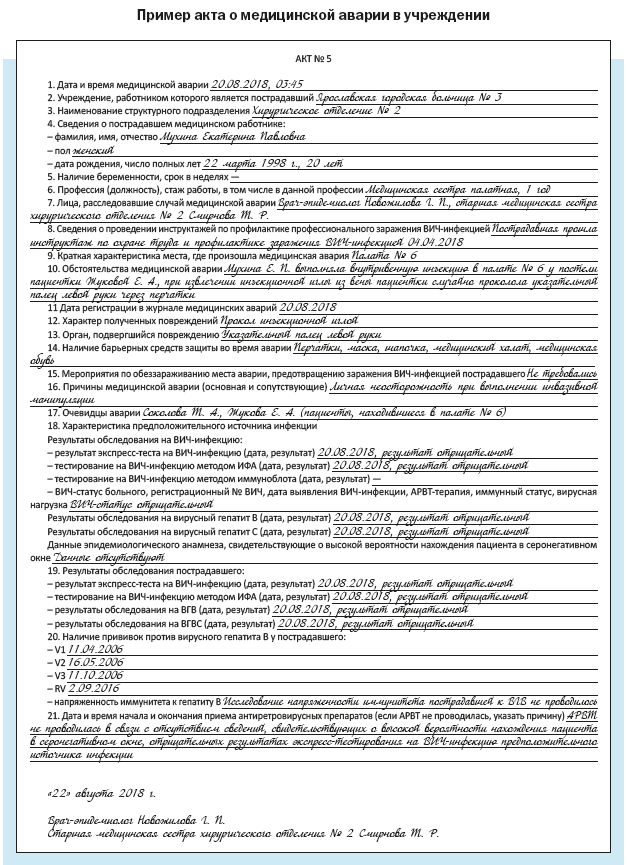 Пример акта о медицинской аварии в учреждении
АКТ № 5
1. Дата и время медицинской аварии 20.08.2018, 03:45
2. Учреждение, работником которого является пострадавший Ярославская городская больница № 3
3. Наименование структурного подразделения Хирургическое отделение № 2
4. Сведения о пострадавшем медицинском работнике:
– фамилия, имя, отчество Мухина Екатерина Павловна
– пол женский
– дата рождения, число полных лет 22 марта 1998 г., 20 лет
5. Наличие беременности, срок в неделях —
6. Профессия (должность), стаж работы, в том числе в данной профессии Медицинская сестра палатная, 1 год
7. Лица, расследовавшие случай медицинской аварии Врач-эпидемиолог Новожилова Г. П., старшая медицинская сестра
хирургического отделения № 2 Смирнова Т. Р.
8. Сведения о проведении инструктажей по профилактике профессионального заражения ВИЧ-инфекцией Пострадавшая прошла
инструктаж по охране труда и профилактике заражения ВИЧ-инфекцией 04.04.2018
9. Краткая характеристика места, где произошла медицинская авария Палата № 6
10. Обстоятельства медицинской аварии Мухина Е. П. выполняла внутривенную инъекцию в палате № 6 у постели
пациентки Жуковой Е. А., при извлечении инъекционной иглы из вены пациентки случайно проколола указательный
палец левой руки через перчатки
11 Дата регистрации в журнале медицинских аварий 20.08.2018
12. Характер полученных повреждений Прокол инъекционной иглой
13. Орган, подвергшийся повреждению Указательный палец левой руки
14. Наличие барьерных средств защиты во время аварии Перчатки, маска, шапочка, медицинский халат, медицинская
обувь
15. Мероприятия по обеззараживанию места аварии, предотвращению заражения ВИЧ-инфекцией пострадавшего Не требовались
16. Причины медицинской аварии (основная и сопутствующие) Личная неосторожность при выполнении инвазивной
манипуляции
17. Очевидцы аварии Соколова Т. А., Жукова Е. А. (пациенты, находившиеся в палате № 6)
18. Характеристика предположительного источника инфекции
Результаты обследования на ВИЧ-инфекцию:
– результат экспресс-теста на ВИЧ-инфекцию (дата, результат) 20.08.2018, результат отрицательный
– тестирование на ВИЧ-инфекцию методом ИФА (дата, результат) 20.08.2018, результат отрицательный
– тестирование на ВИЧ-инфекцию методом иммуноблота (дата, результат) —
– ВИЧ-статус больного, регистрационный № ВИЧ, дата выявления ВИЧ-инфекции, АРВТ-терапия, иммунный статус, вирусная
нагрузка ВИЧ-статус отрицательный
Результаты обследования на вирусный гепатит В (дата, результат) 20.08.2018, результат отрицательный
Результаты обследования на вирусный гепатит С (дата, результат) 20.08.2018, результат отрицательный
Данные эпидемиологического анамнеза, свидетельствующие о высокой вероятности нахождения пациента в серонегативном
окне Данные отсутствуют
19. Результаты обследования пострадавшего:
– результат экспресс-теста на ВИЧ-инфекцию (дата, результат) 20.08.2018, результат отрицательный
– тестирование на ВИЧ-инфекцию методом ИФА (дата, результат) 20.08.2018, результат отрицательный
– результаты обследования на ВГВ (дата, результат) 20.08.2018, результат отрицательный
– результаты обследования на ВГВС (дата, результат) 20.08.2018, результат отрицательный
20. Наличие прививок против вирусного гепатита В у пострадавшего:
– V1 11.04.2006
– V2 16.05.2006
– V3 11.10.2006
– RV 2.09.2016
– напряженность иммунитета к гепатиту В Исследование напряженности иммунитета пострадавшей к ВГВ не проводилось
21. Дата и время начала и окончания приема антиретровирусных препаратов (если АРВТ не проводилась, указать причину) АРВТ
не проводилась в связи с отсутствием сведений, свидетельствующих о высокой вероятности нахождения пациента
в серонегативном окне, отрицательных результатах экспресс-тестирования на ВИЧ-инфекцию предположительного
источника инфекции
«22» августа 2018 г.
Врач-эпидемиолог Новожилова Г. П.
Старшая медицинская сестра хирургического отделения № 2 Смирнова Т. Р.